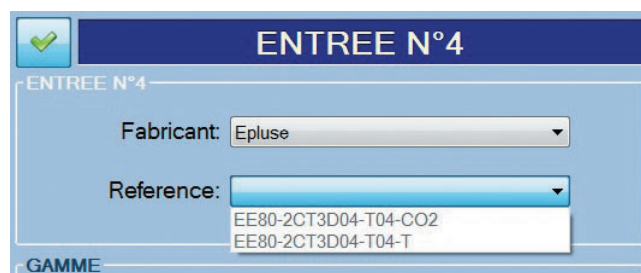 ENTREE N°4
ENTREE N°4
Fabricant: Epluse
Reference:
EE80-2CT3D04-T04-CO2
EE80-2CT3D04-T04-T
GAMME